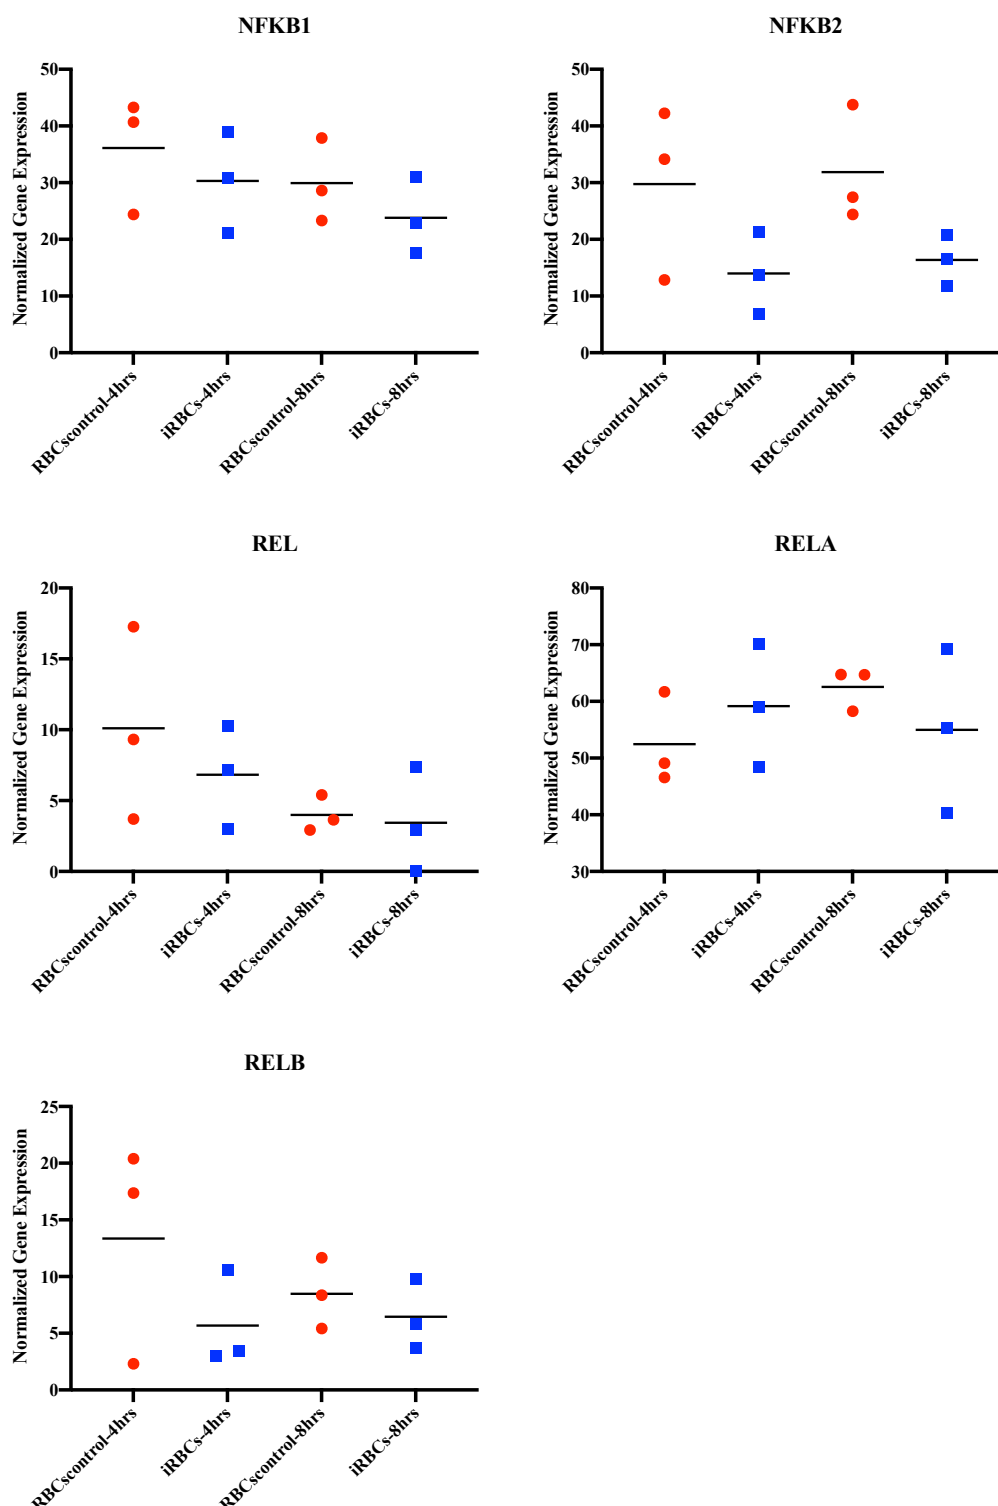 NFKB1
Normalized Gene Expression
50
40
30
20
10
0
RBCscontrol-4hrs
iRBCs-4hrs
RBCscontrol-8hrs
iRBCs-8hrs
NFKB2
Normalized Gene Expression
50
40
30
20
10
0
RBCscontrol-4hrs
iRBCs-4hrs
RBCscontrol-8hrs
iRBCs-8hrs
REL
Normalized Gene Expression
20
15
10
5
0
RBCscontrol-4hrs
iRBCs-4hrs
RBCscontrol-8hrs
iRBCs-8hrs
RELA
Normalized Gene Expression
80
70
60
50
40
30
RBCscontrol-4hrs
iRBCs-4hrs
RBCscontrol-8hrs
iRBCs-8hrs
RELB
Normalized Gene Expression
25
20
15
10
5
0
RBCscontrol-4hrs
iRBCs-4hrs
RBCscontrol-8hrs
iRBCs-8hrs